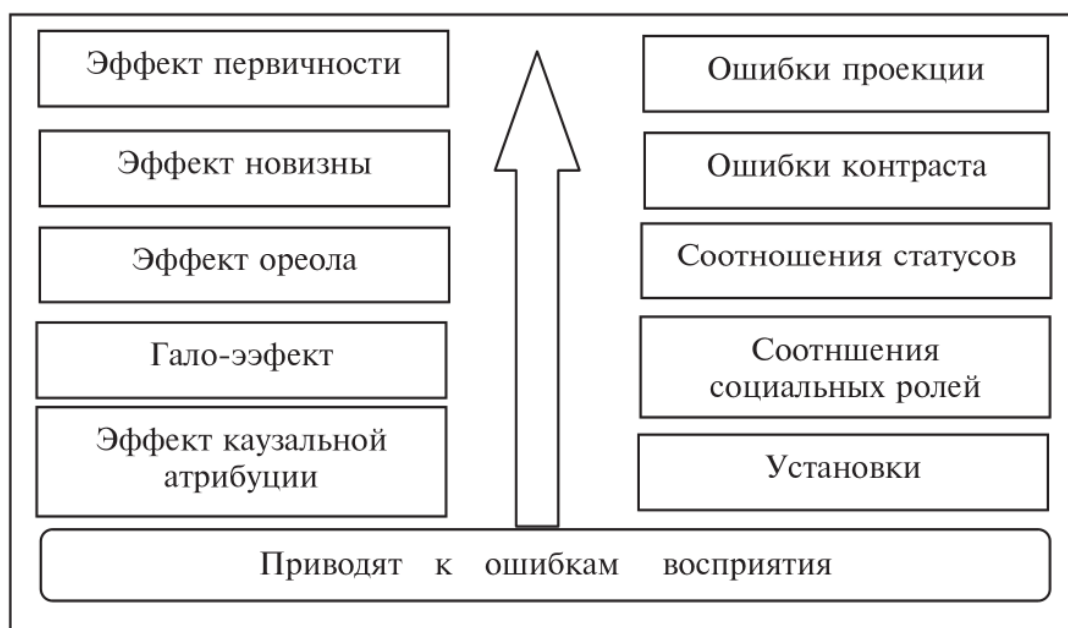 Эффект первичности
Эффект новизны
Эффект ореола
Гало-ээфект
Эффект каузальной
атрибуции
Ошибки проекции
Ошибки контраста
Соотношения статусов
Соотншения
социальных ролей
Установки
Приводят к ошибкам восприятия